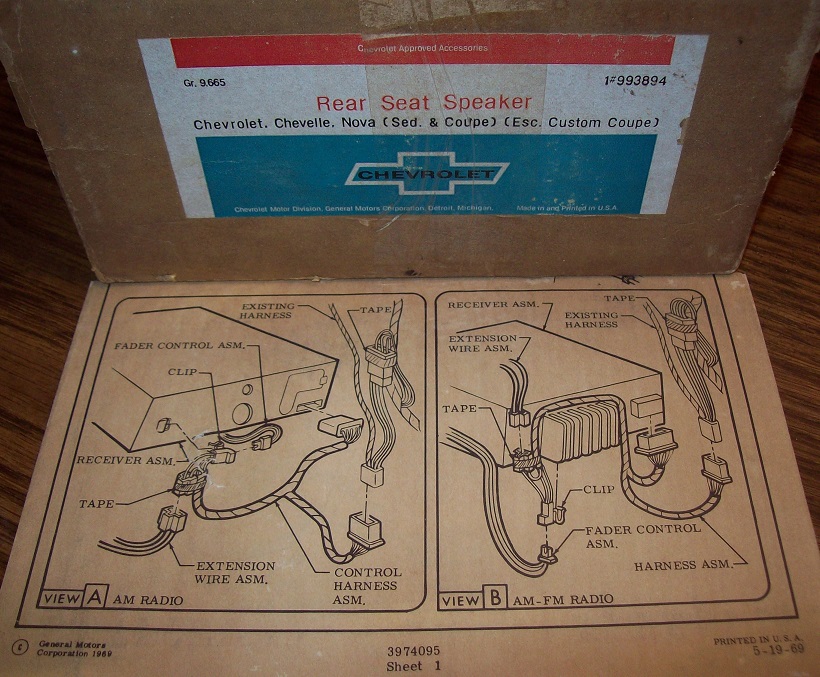 Chevrolet Approved Accessories
Gr. 9.665
1-#993894
Rear Seat Speaker
Chevrolet, Chevelle, Nova (Sed. & Coupe) (Esc. Custom Coupe)
CHEVROLET
Chevrolet Motor Division, General Motors Corporation, Detroit, Michigan. Made in and Printed in U.S.A.
EXISTING
HARNESS
TAPE
FADER CONTROL ASM.
CLIP
RECEIVER ASM.
TAPE
EXTENSION
WIRE ASM.
CONTROL
HARNESS
ASM.
VIEW A AM RADIO
RECEIVER ASM.
TAPE
EXISTING
HARNESS
EXTENSION
WIRE ASM.
TAPE
CLIP
FADER CONTROL
ASM.
HARNESS ASM.
VIEW B AM-FM RADIO
General Motors
Corporation 1969
3974095
Sheet 1
PRINTED IN U.S.A.
5-19-69